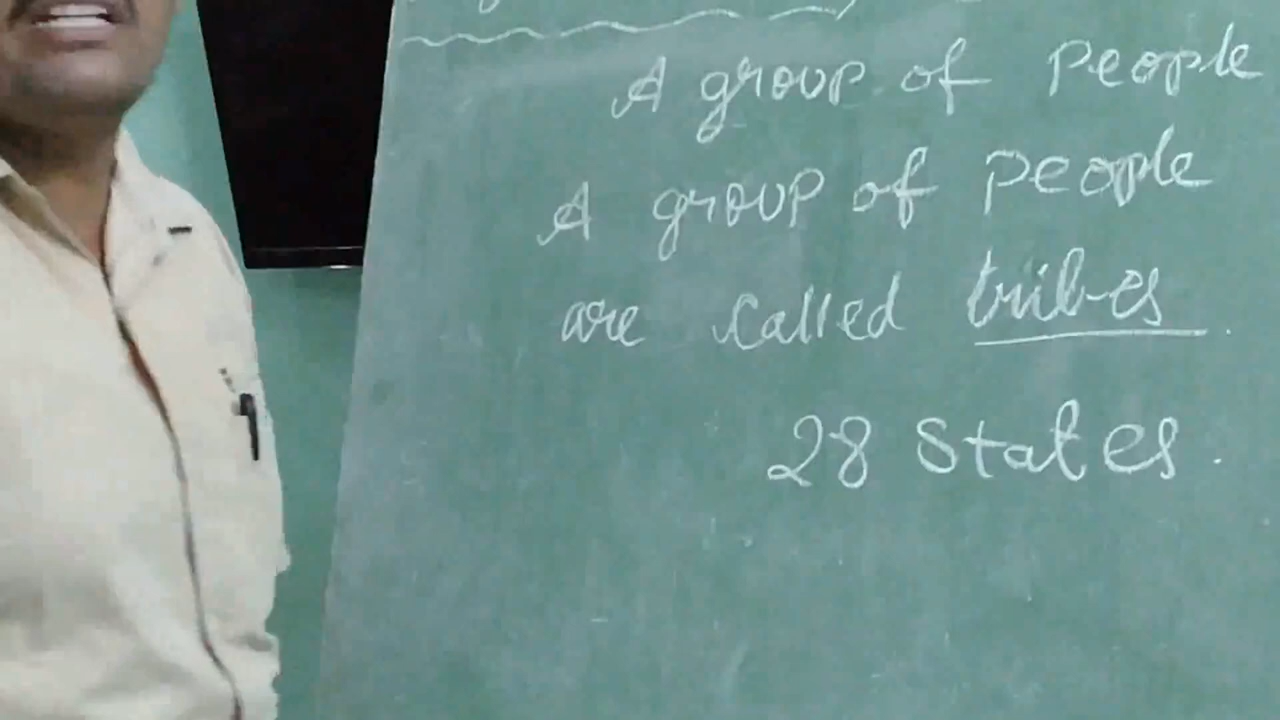 A group of People
A group of People
are called tribes.
28 States.